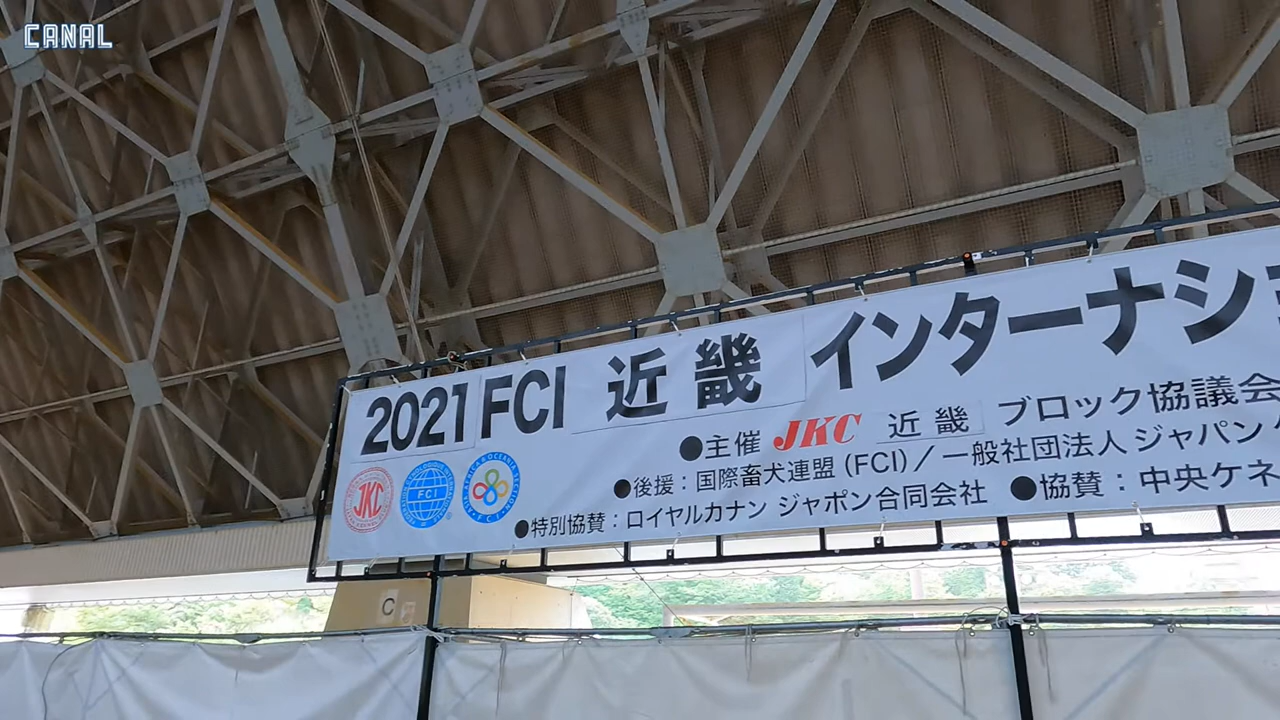 CANAL
2021 FCI 近畿 インターナシ
●主催 JKC 近畿 ブロック協議会
●後援：国際畜犬連盟 (FCI)／一般社団法人 ジャパン
●特別協賛：ロイヤルカナン ジャポン合同会社 ●協賛：中央ケネ
JKC
FCI
C